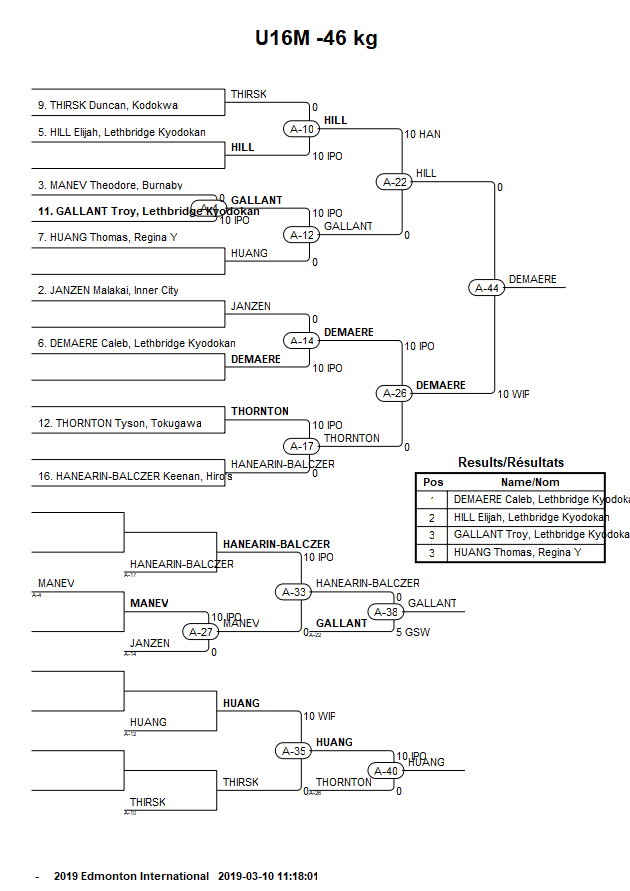 U16M -46 kg
THIRSK
9. THIRSK Duncan, Kodokwai
0
A-10
HILL
5. HILL Elijah, Lethbridge Kyodokan
10 HAN
HILL
10 IPO
A-22
HILL
3. MANEV Theodore, Burnaby
0
0
A-4
GALLANT
11. GALLANT Troy, Lethbridge Kyodokan
10 IPO
10 IPO
A-12
GALLANT
7. HUANG Thomas, Regina Y
0
HUANG
0
DEMAERE
A-44
2. JANZEN Malakai, Inner City
JANZEN
0
A-14
DEMAERE
6. DEMAERE Caleb, Lethbridge Kyodokan
10 IPO
DEMAERE
10 IPO
A-26
DEMAERE
10 WIF
THORNTON
12. THORNTON Tyson, Tokugawa
10 IPO
A-17
THORNTON
0
HANEARIN-BALCZER
16. HANEARIN-BALCZER Keenan, Hiro's
0
Results/Résultats
Pos Name/Nom
1 DEMAERE Caleb, Lethbridge Kyodoka
2 HILL Elijah, Lethbridge Kyodokan
3 GALLANT Troy, Lethbridge Kyodoka
3 HUANG Thomas, Regina Y
HANEARIN-BALCZER
10 IPO
HANEARIN-BALCZER
A-17
MANEV
A-4
A-33
HANEARIN-BALCZER
0
MANEV
10 IPO
A-38
GALLANT
A-27
MANEV
0
A-22
GALLANT
5 GSW
JANZEN
A-14
0
HUANG
10 WIF
HUANG
A-12
A-35
HUANG
10 IPO
A-40
HUANG
THIRSK
0
A-26
THORNTON
0
THIRSK
A-10
- 2019 Edmonton International 2019-03-10 11:18:01